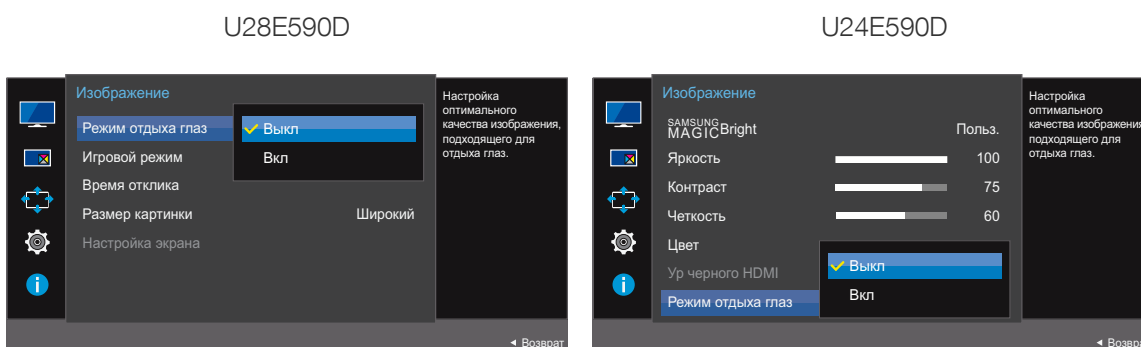 U28E590D
Изображение
Режим отдыха глаз
Выкл
Игровой режим
Вкл
Время отклика
Размер картинки Широкий
Настройка экрана
Настройка
оптимального
качества изображения,
подходящего для
отдыха глаз.
Возврат
U24E590D
Изображение
SAMSUNG
MAGICBright Польз.
Яркость 100
Контраст 75
Четкость 60
Цвет
Ур черного HDMI
Выкл
Режим отдыха глаз
Вкл
Настройка
оптимального
качества изображения
подходящего для
отдыха глаз.
Возвра